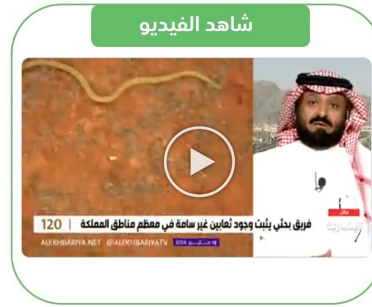 شاهد الفيديو
فريق بحثي يثبت وجود ثعابين غير سامة في معظم مناطق المملكة | 120
ALEKHBARIYA.NET @ALEKHBARIYATV